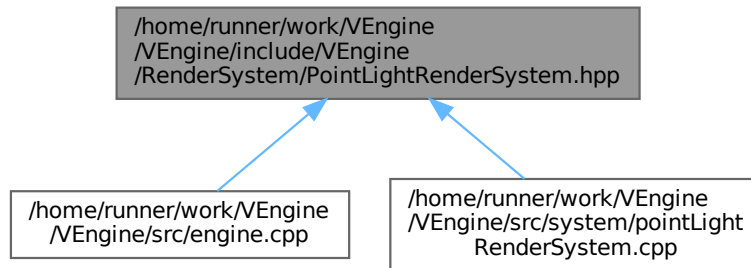 /home/runner/work/VEngine
/VEngine/include/VEngine
/RenderSystem/PointLightRenderSystem.hpp
/home/runner/work/VEngine
/VEngine/src/engine.cpp
/home/runner/work/VEngine
/VEngine/src/system/pointLight
RenderSystem.cpp